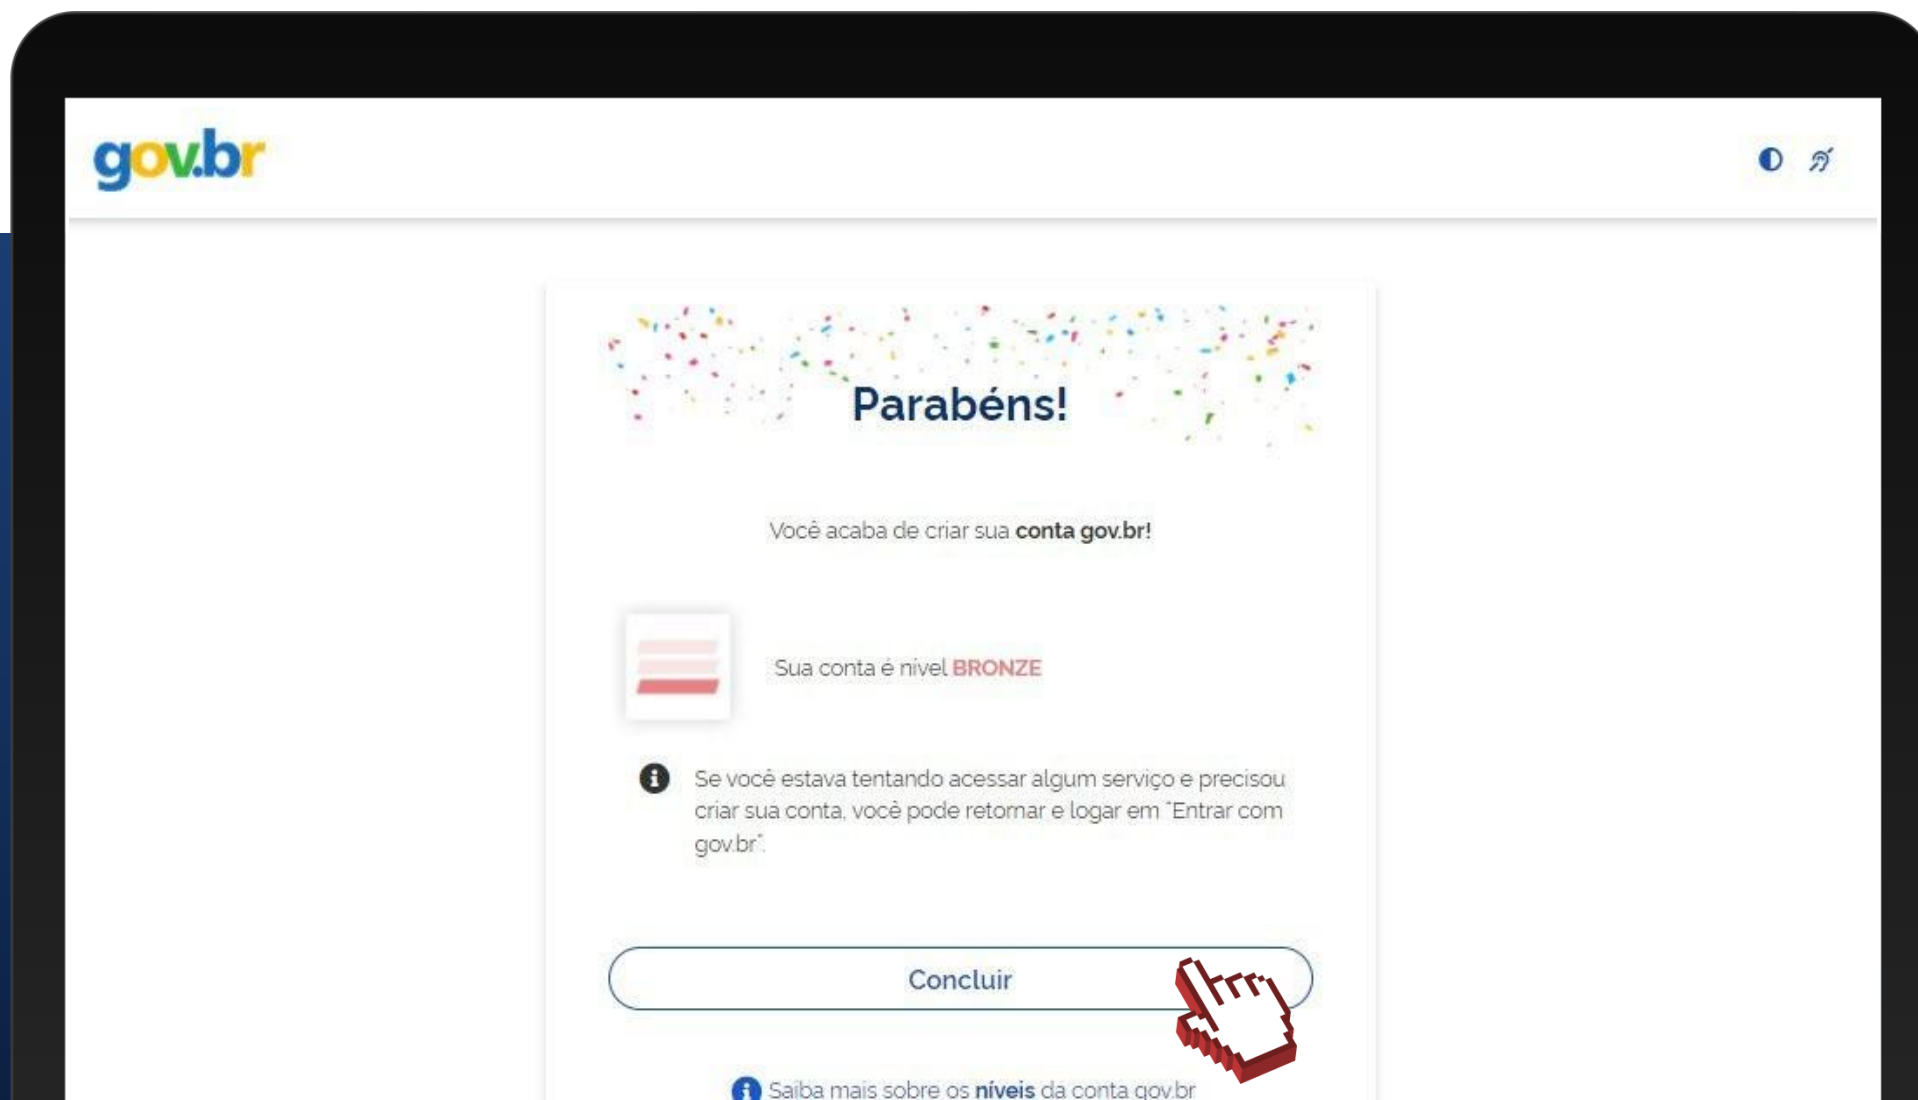 gov.br
Parabéns!
Você acaba de criar sua conta gov.br!
Sua conta é nível BRONZE
Se você estava tentando acessar algum serviço e precisou
criar sua conta, você pode retornar e logar em "Entrar com
gov.br".
Concluir
Saiba mais sobre os níveis da conta gov.br